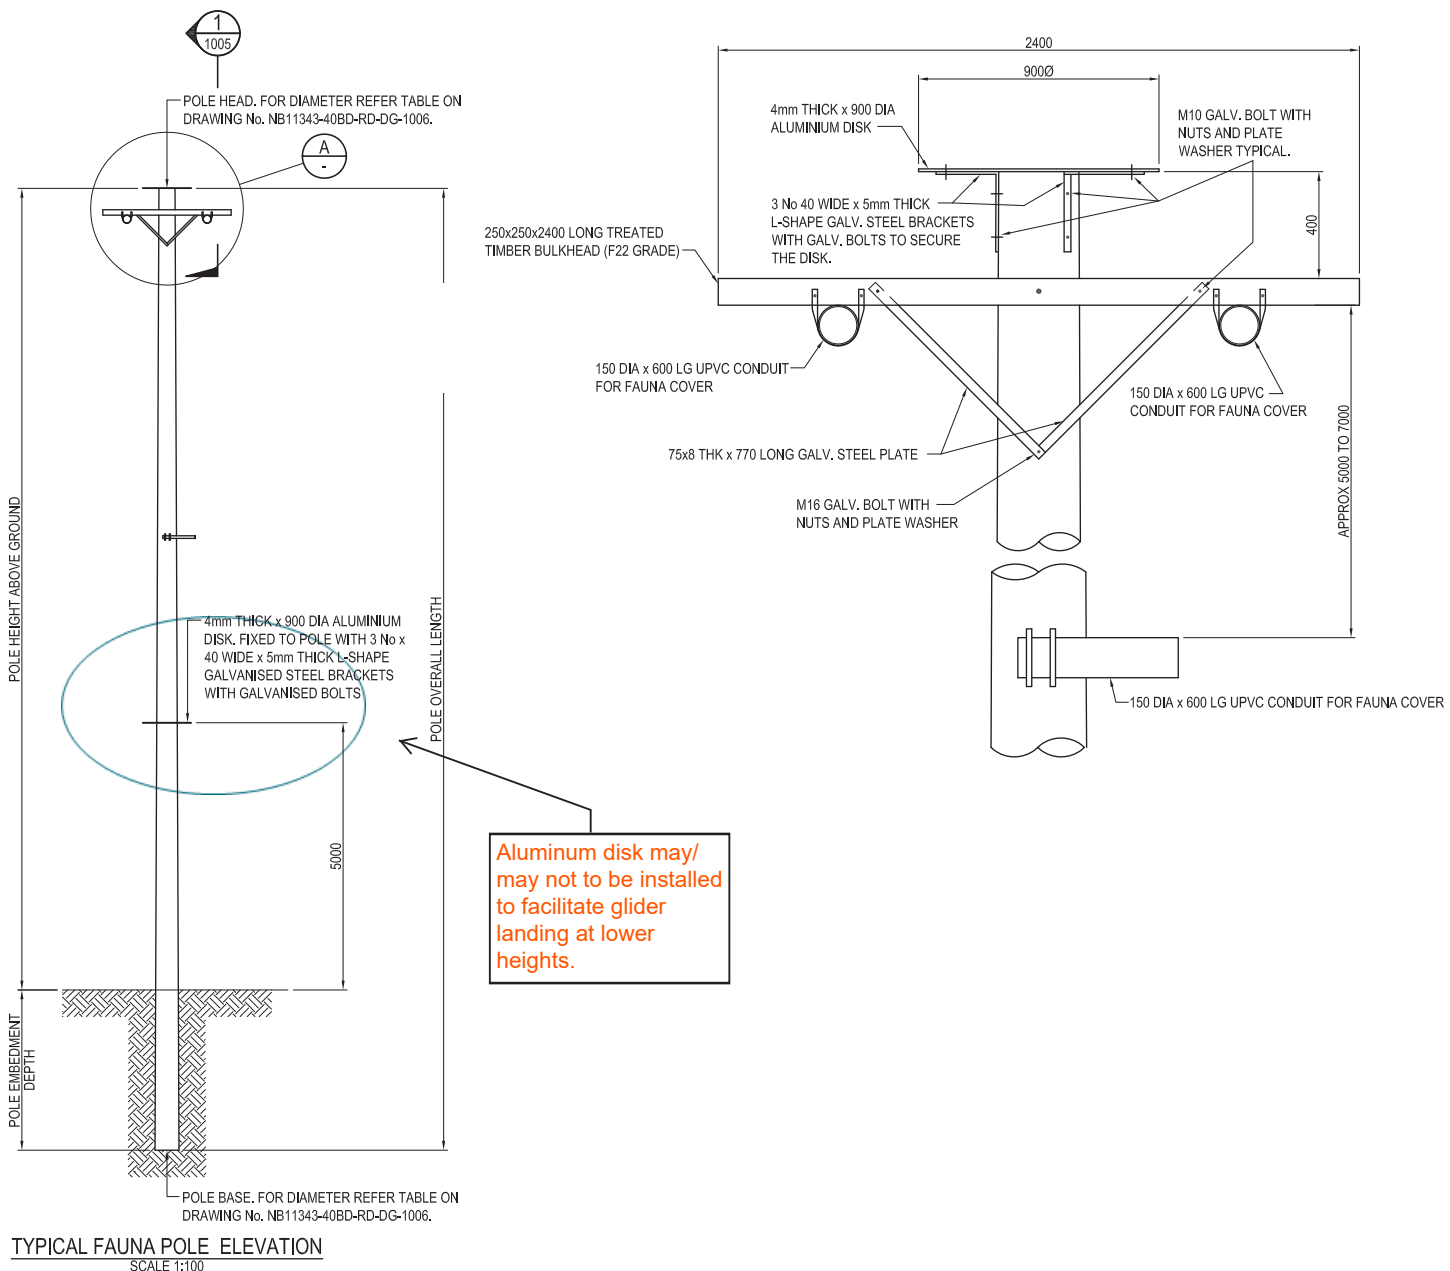 1
1005
POLE HEAD. FOR DIAMETER REFER TABLE ON
DRAWING No. NB11343-40BD-RD-DG-1006.
A
-
POLE HEIGHT ABOVE GROUND
4mm THICK x 900 DIA ALUMINIUM
DISK. FIXED TO POLE WITH 3 No x
40 WIDE x 5mm THICK L-SHAPE
GALVANISED STEEL BRACKETS
WITH GALVANISED BOLTS
POLE OVERALL LENGTH
5000
POLE EMBEDMENT
DEPTH
POLE BASE. FOR DIAMETER REFER TABLE ON
DRAWING No. NB11343-40BD-RD-DG-1006.
TYPICAL FAUNA POLE ELEVATION
SCALE 1:100
Aluminum disk may/
may not to be installed
to facilitate glider
landing at lower
heights.
2400
900Ø
4mm THICK x 900 DIA
ALUMINIUM DISK
M10 GALV. BOLT WITH
NUTS AND PLATE
WASHER TYPICAL.
3 No 40 WIDE x 5mm THICK
L-SHAPE GALV. STEEL BRACKETS
WITH GALV. BOLTS TO SECURE
THE DISK.
400
250x250x2400 LONG TREATED
TIMBER BULKHEAD (F22 GRADE)
150 DIA x 600 LG UPVC CONDUIT
FOR FAUNA COVER
150 DIA x 600 LG UPVC
CONDUIT FOR FAUNA COVER
75x8 THK x 770 LONG GALV. STEEL PLATE
M16 GALV. BOLT WITH
NUTS AND PLATE WASHER
APPROX 5000 TO 7000
150 DIA x 600 LG UPVC CONDUIT FOR FAUNA COVER